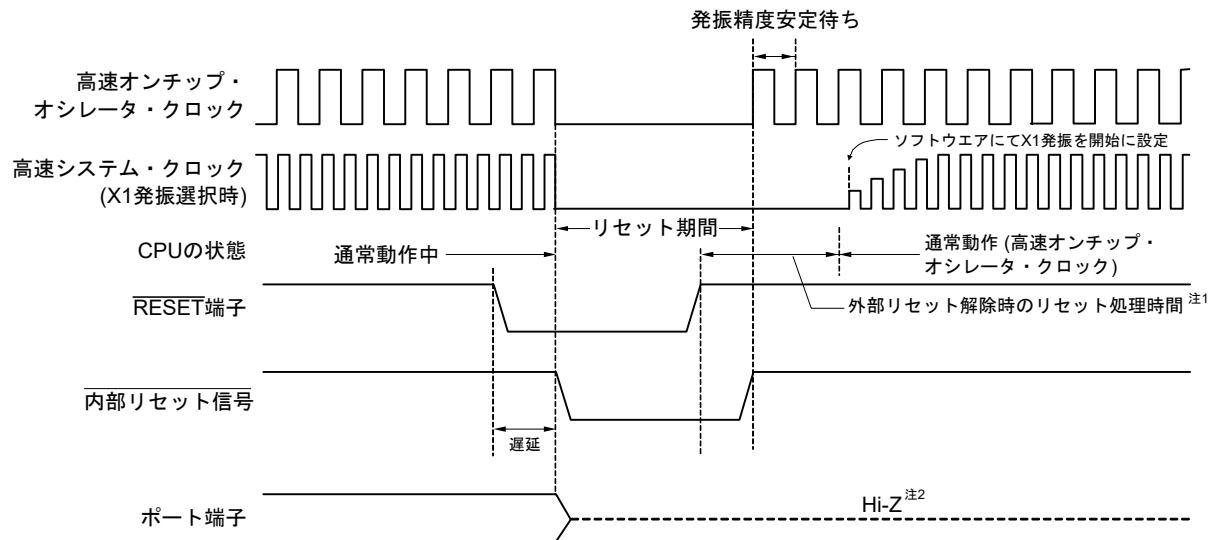 発振精度安定待ち
高速オンチップ・
オシレータ・クロック
ソフトウエアにてX1発振を開始に設定
高速システム・クロック
(X1発振選択時)
リセット期間
CPUの状態
通常動作中
通常動作 (高速オンチップ・
オシレータ・クロック)
RESET端子
外部リセット解除時のリセット処理時間 注1
内部リセット信号
遅延
ポート端子
Hi-Z 注2